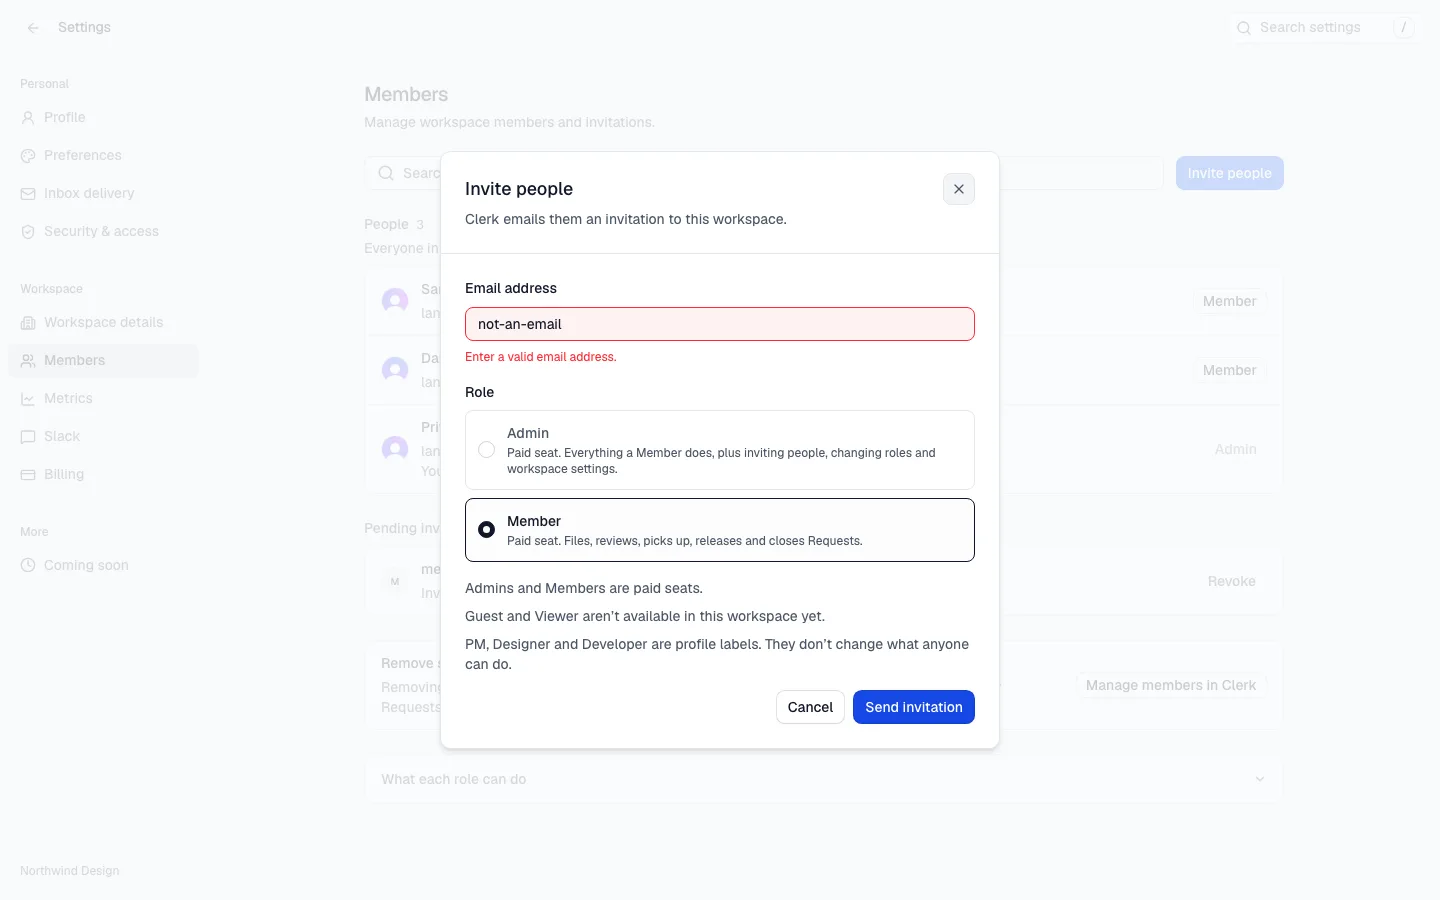 Settings
Search settings
/
Personal
Profile
Preferences
Inbox delivery
Security & access
Workspace
Workspace details
Members
Metrics
Slack
Billing
More
Coming soon
Northwind Design
Members
Manage workspace members and invitations.
Invite people
People 3
Everyone in
Member
Member
Admin
Pending
Revoke
Remove
Removing
Requests
Manage members in Clerk
What each role can do
Invite people
Clerk emails them an invitation to this workspace.
Email address
not-an-email
Enter a valid email address.
Role
Admin
Paid seat. Everything a Member does, plus inviting people, changing roles and
workspace settings.
Member
Paid seat. Files, reviews, picks up, releases and closes Requests.
Admins and Members are paid seats.
Guest and Viewer aren’t available in this workspace yet.
PM, Designer and Developer are profile labels. They don’t change what anyone
can do.
Cancel
Send invitation